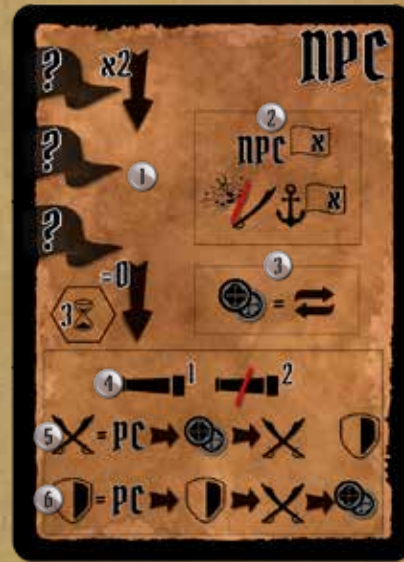 NPC
? x2
2
NPC x
? 1
x
?
3
=0
=
3
4 1 2
5 = PC
6 = PC